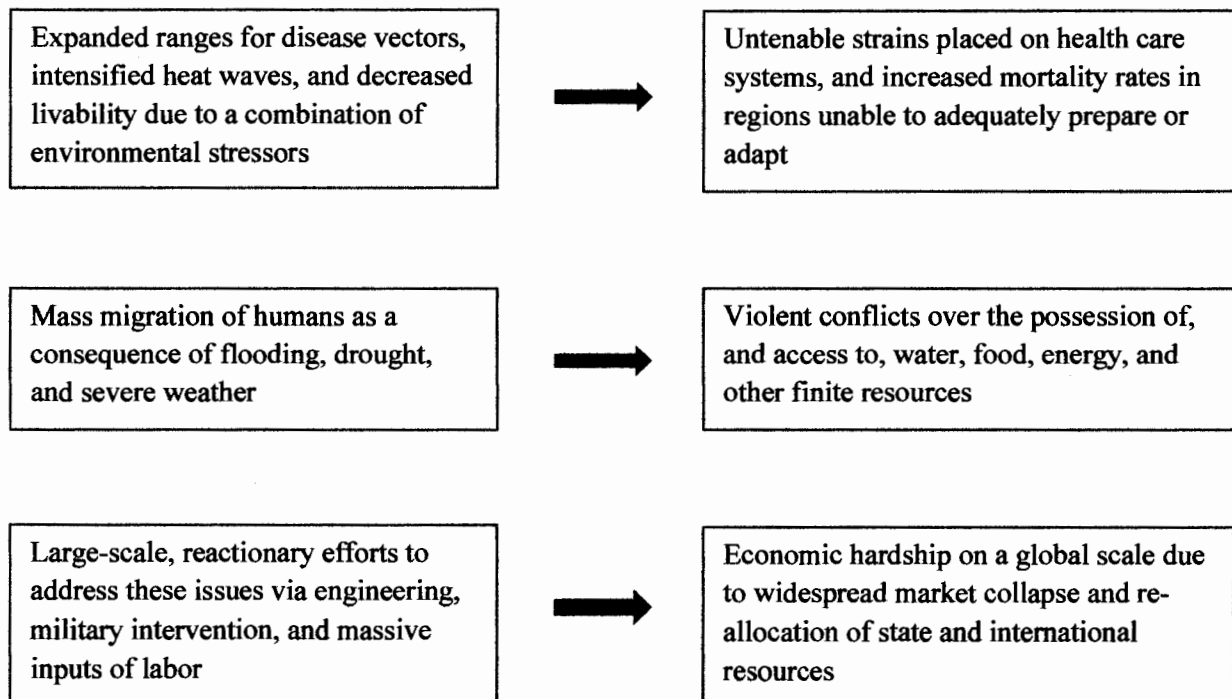 Expanded ranges for disease vectors,
intensified heat waves, and decreased
livability due to a combination of
environmental stressors
Untenable strains placed on health care
systems, and increased mortality rates in
regions unable to adequately prepare or
adapt
Mass migration of humans as a
consequence of flooding, drought,
and severe weather
Violent conflicts over the possession of,
and access to, water, food, energy, and
other finite resources
Large-scale, reactionary efforts to
address these issues via engineering,
military intervention, and massive
inputs of labor
Economic hardship on a global scale due
to widespread market collapse and re-
allocation of state and international
resources